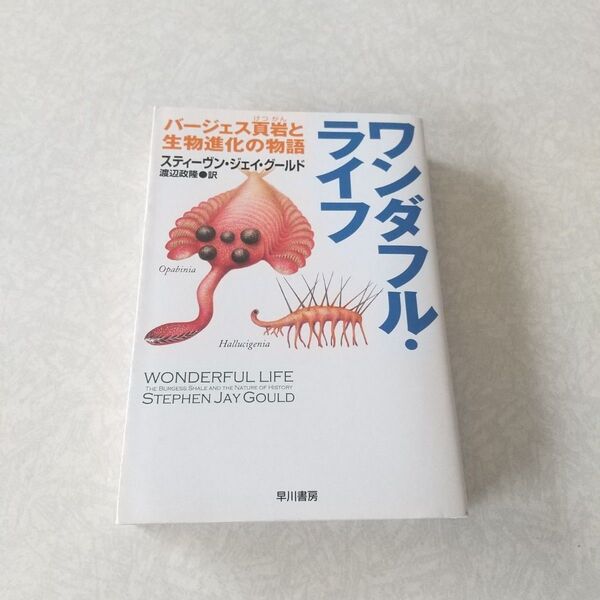 ワンダフル・
ライフ
けつ がん
バージェス頁岩と
生物進化の物語
スティーヴン・ジェイ・グールド
渡辺政隆●訳
Opabinia
Hallucigenia
WONDERFUL LIFE
THE BURGESS SHALE AND THE NATURE OF HISTORY
STEPHEN JAY GOULD
早川書房